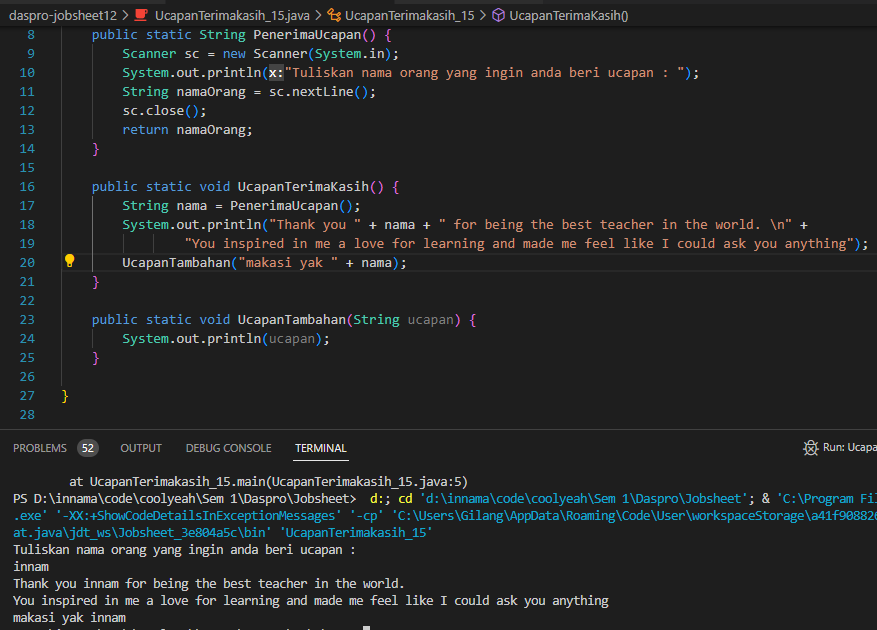 daspro-jobsheet12 > UcapanTerimakasih_15.java > UcapanTerimakasih_15 > UcapanTerimaKasih()
8 public static String PenerimaUcapan() {
9 Scanner sc = new Scanner(System.in);
10 System.out.println(x:"Tuliskan nama orang yang ingin anda beri ucapan : ");
11 String namaOrang = sc.nextLine();
12 sc.close();
13 return namaOrang;
14 }
15
16 public static void UcapanTerimaKasih() {
17 String nama = PenerimaUcapan();
18 System.out.println("Thank you " + nama + " for being the best teacher in the world. \n" +
19 "You inspired in me a love for learning and made me feel like I could ask you anything");
20 UcapanTambahan("makasi yak " + nama);
21 }
22
23 public static void UcapanTambahan(String ucapan) {
24 System.out.println(ucapan);
25 }
26
27 }
28
PROBLEMS 52 OUTPUT DEBUG CONSOLE TERMINAL Run: Ucapa
at UcapanTerimakasih_15.main(UcapanTerimakasih_15.java:5)
PS D:\innama\code\coolyeah\Sem 1\Daspro\Jobsheet> d:; cd 'd:\innama\code\coolyeah\Sem 1\Daspro\Jobsheet'; & 'C:\Program Fil
.exe' '-XX:+ShowCodeDetailsInExceptionMessages' '-cp' 'C:\Users\Gilang\AppData\Roaming\Code\User\workspaceStorage\a41f908826
at.java\jdt_ws\Jobsheet_3e804a5c\bin' 'UcapanTerimakasih_15'
Tuliskan nama orang yang ingin anda beri ucapan :
innam
Thank you innam for being the best teacher in the world.
You inspired in me a love for learning and made me feel like I could ask you anything
makasi yak innam